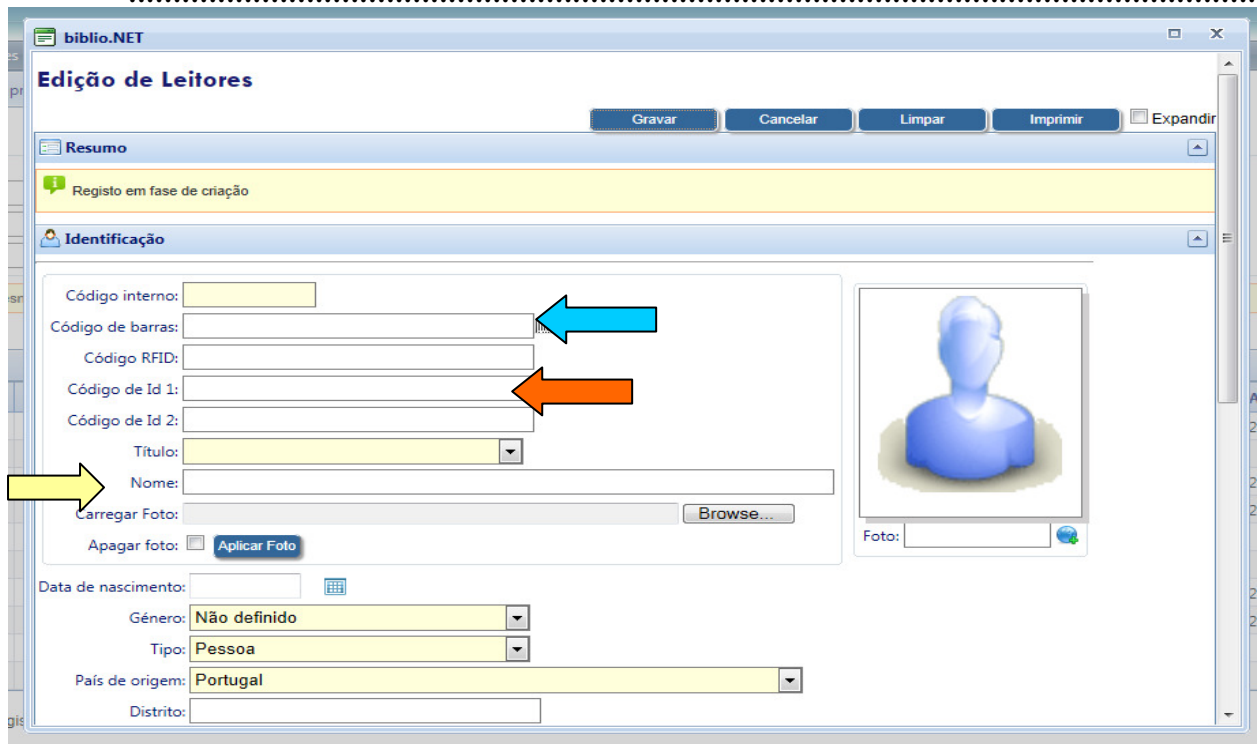 biblio.NET
Edição de Leitores
Gravar Cancelar Limpar Imprimir Expandir
Resumo
Registo em fase de criação
Identificação
Código interno:
Código de barras:
Código RFID:
Código de Id 1:
Código de Id 2:
Título:
Nome:
Carregar Foto: Browse...
Apagar foto: Aplicar Foto
Foto:
Data de nascimento:
Género: Não definido
Tipo: Pessoa
País de origem: Portugal
Distrito: